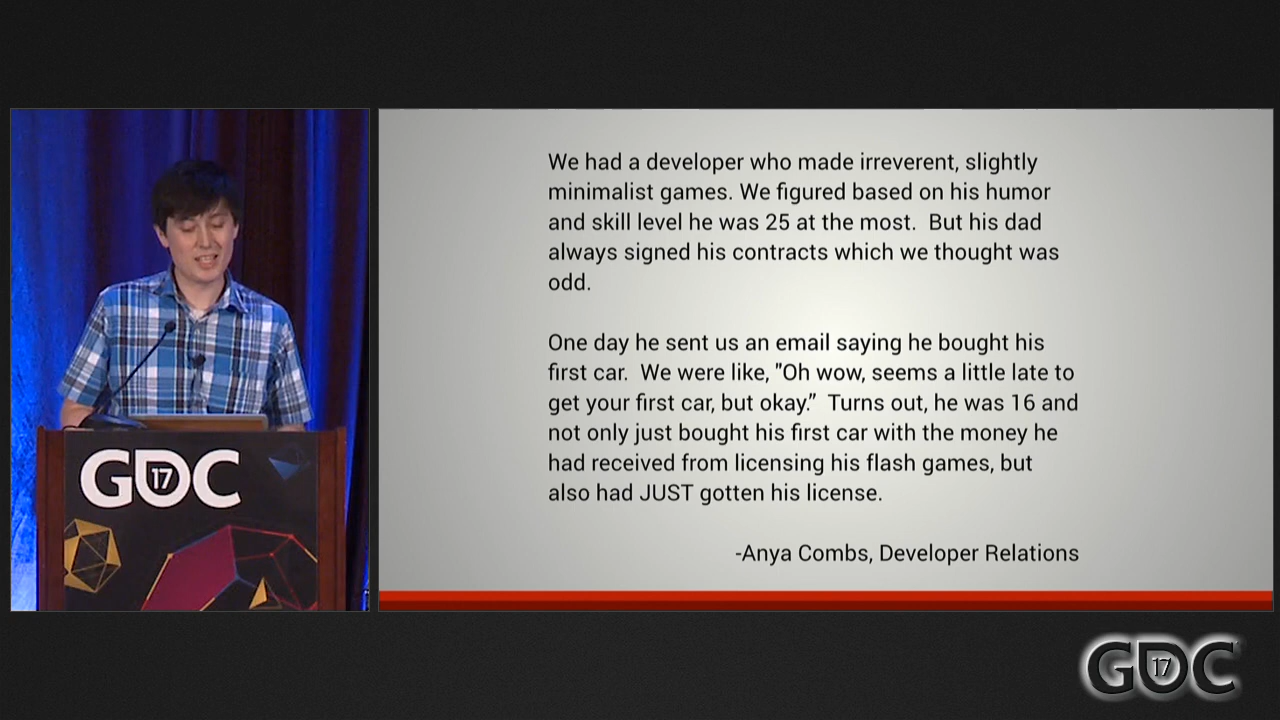 We had a developer who made irreverent, slightly
minimalist games. We figured based on his humor
and skill level he was 25 at the most.  But his dad
always signed his contracts which we thought was
odd.
One day he sent us an email saying he bought his
first car.  We were like, "Oh wow, seems a little late to
get your first car, but okay.”  Turns out, he was 16 and
not only just bought his first car with the money he
had received from licensing his flash games, but
also had JUST gotten his license.
-Anya Combs, Developer Relations
GDC 17
GDC 17